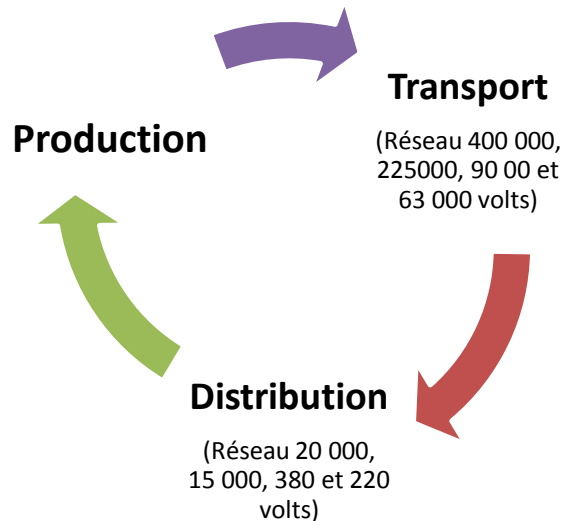 Production
Transport
(Réseau 400 000,
225000, 90 00 et
63 000 volts)
Distribution
(Réseau 20 000,
15 000, 380 et 220
volts)